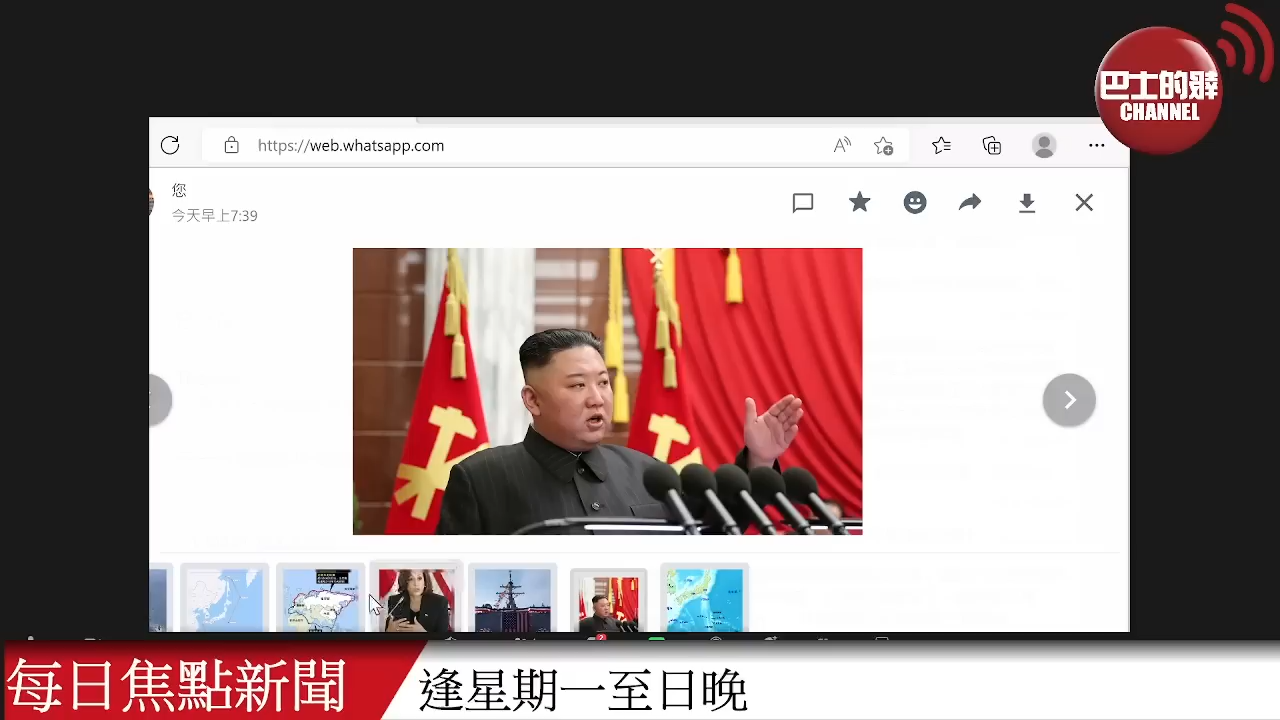 巴士的報
CHANNEL
https://web.whatsapp.com
您
今天早上7:39
每日焦點新聞
逢星期一至日晚